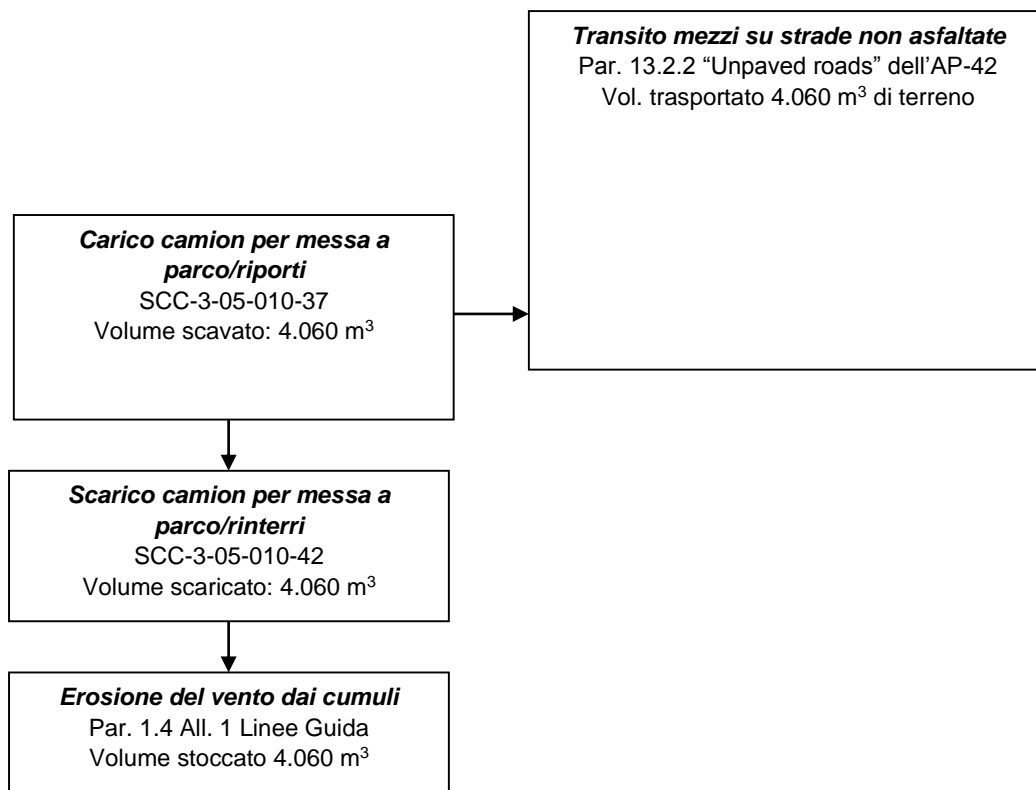 Transito mezzi su strade non asfaltate
Par. 13.2.2 “Unpaved roads” dell’AP-42
Vol. trasportato 4.060 m³ di terreno
Carico camion per messa a
parco/riporti
SCC-3-05-010-37
Volume scavato: 4.060 m³
Scarico camion per messa a
parco/rinterri
SCC-3-05-010-42
Volume scaricato: 4.060 m³
Erosione del vento dai cumuli
Par. 1.4 All. 1 Linee Guida
Volume stoccato 4.060 m³